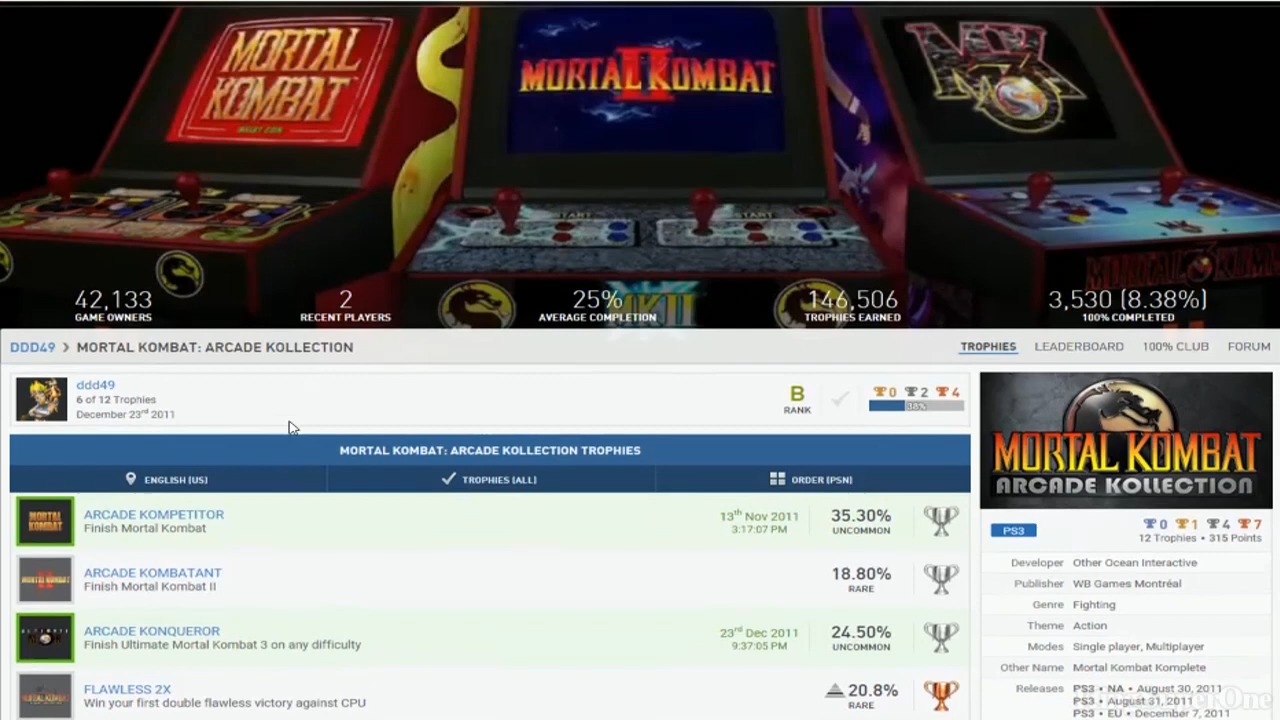 MORTAL
KOMBAT
INSERT COIN
MORTAL II KOMBAT
START
START
MKII
42,133
GAME OWNERS
2
RECENT PLAYERS
25%
AVERAGE COMPLETION
146,506
TROPHIES EARNED
3,530 (8.38%)
100% COMPLETED
DDD49 > MORTAL KOMBAT: ARCADE KOLLECTION
TROPHIES LEADERBOARD 100% CLUB FORUM
ddd49
6 of 12 Trophies
December 23rd 2011
B
RANK
0 2 4
38%
MORTAL KOMBAT: ARCADE KOLLECTION TROPHIES
ENGLISH (US) TROPHIES (ALL) ORDER (PSN)
ARCADE KOMPETITOR
Finish Mortal Kombat
13th Nov 2011
3:17:07 PM
35.30%
UNCOMMON
ARCADE KOMBATANT
Finish Mortal Kombat II
18.80%
RARE
ARCADE KONQUEROR
Finish Ultimate Mortal Kombat 3 on any difficulty
23rd Dec 2011
9:37:05 PM
24.50%
UNCOMMON
FLAWLESS 2X
Win your first double flawless victory against CPU
20.8%
RARE
MORTAL KOMBAT
ARCADE KOLLECTION
PS3
0 1 4 7
12 Trophies • 315 Points
Developer Other Ocean Interactive
Publisher WB Games Montréal
Genre Fighting
Theme Action
Modes Single player, Multiplayer
Other Name Mortal Kombat Komplete
Releases PS3 • NA • August 30, 2011
PS3 • August 31, 2011
PS3 • EU • December 7, 2011